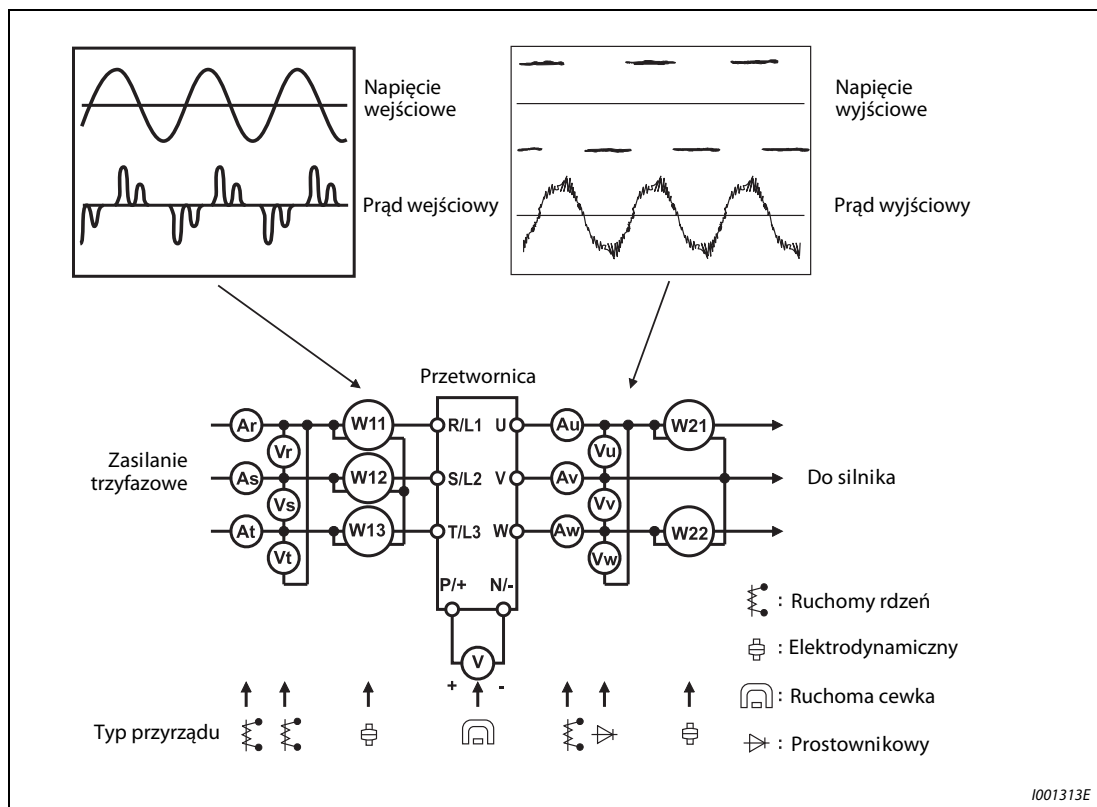 Napięcie
wejściowe
Prąd wejściowy
Napięcie
wyjściowe
Prąd wyjściowy
Przetwornica
Zasilanie
trzyfazowe
Ar
Vr
W11
R/L1
U
Au
Vu
W21
As
Vs
W12
S/L2
V
Av
Vv
Do silnika
At
Vt
W13
T/L3
W
Aw
Vw
W22
P/+
N/-
V
+
-
: Ruchomy rdzeń
: Elektrodynamiczny
: Ruchoma cewka
: Prostownikowy
Typ przyrządu
I001313E